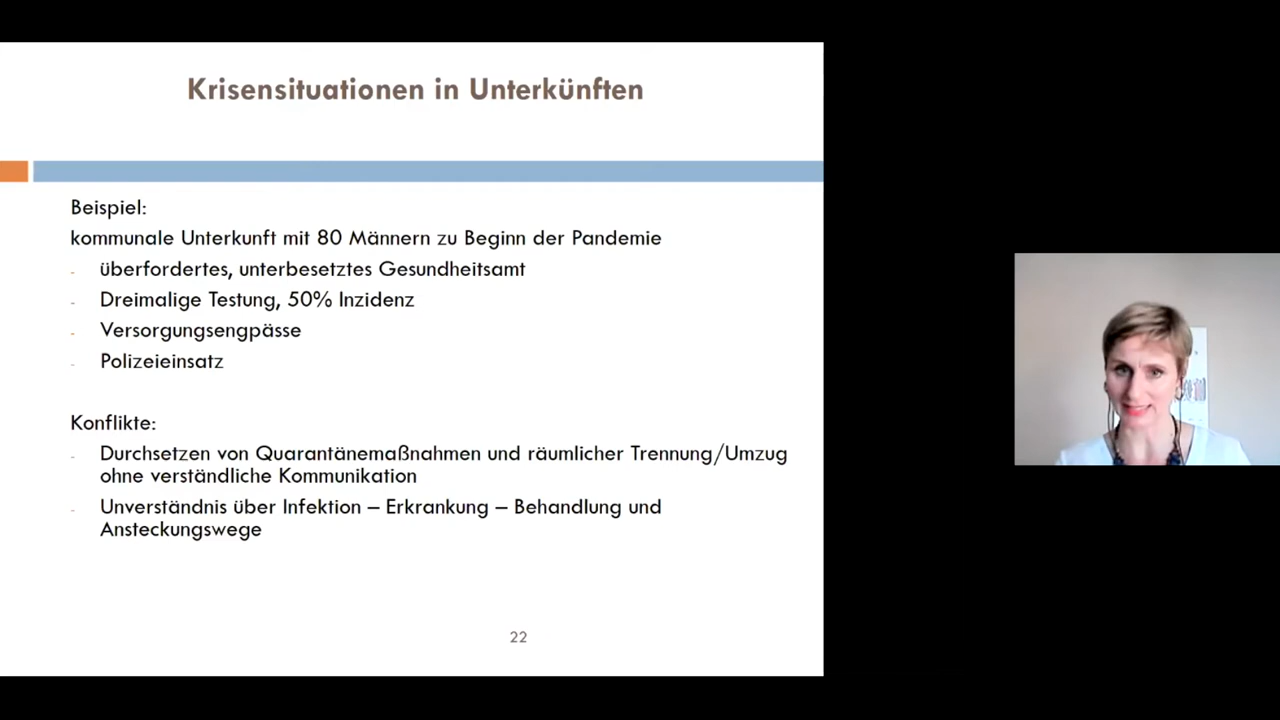 Krisensituationen in Unterkünften
Beispiel:
kommunale Unterkunft mit 80 Männern zu Beginn der Pandemie
- überfordertes, unterbesetztes Gesundheitsamt
- Dreimalige Testung, 50% Inzidenz
- Versorgungsengpässe
- Polizeieinsatz
Konflikte:
- Durchsetzen von Quarantänemaßnahmen und räumlicher Trennung/Umzug
ohne verständliche Kommunikation
- Unverständnis über Infektion – Erkrankung – Behandlung und
Ansteckungswege
22